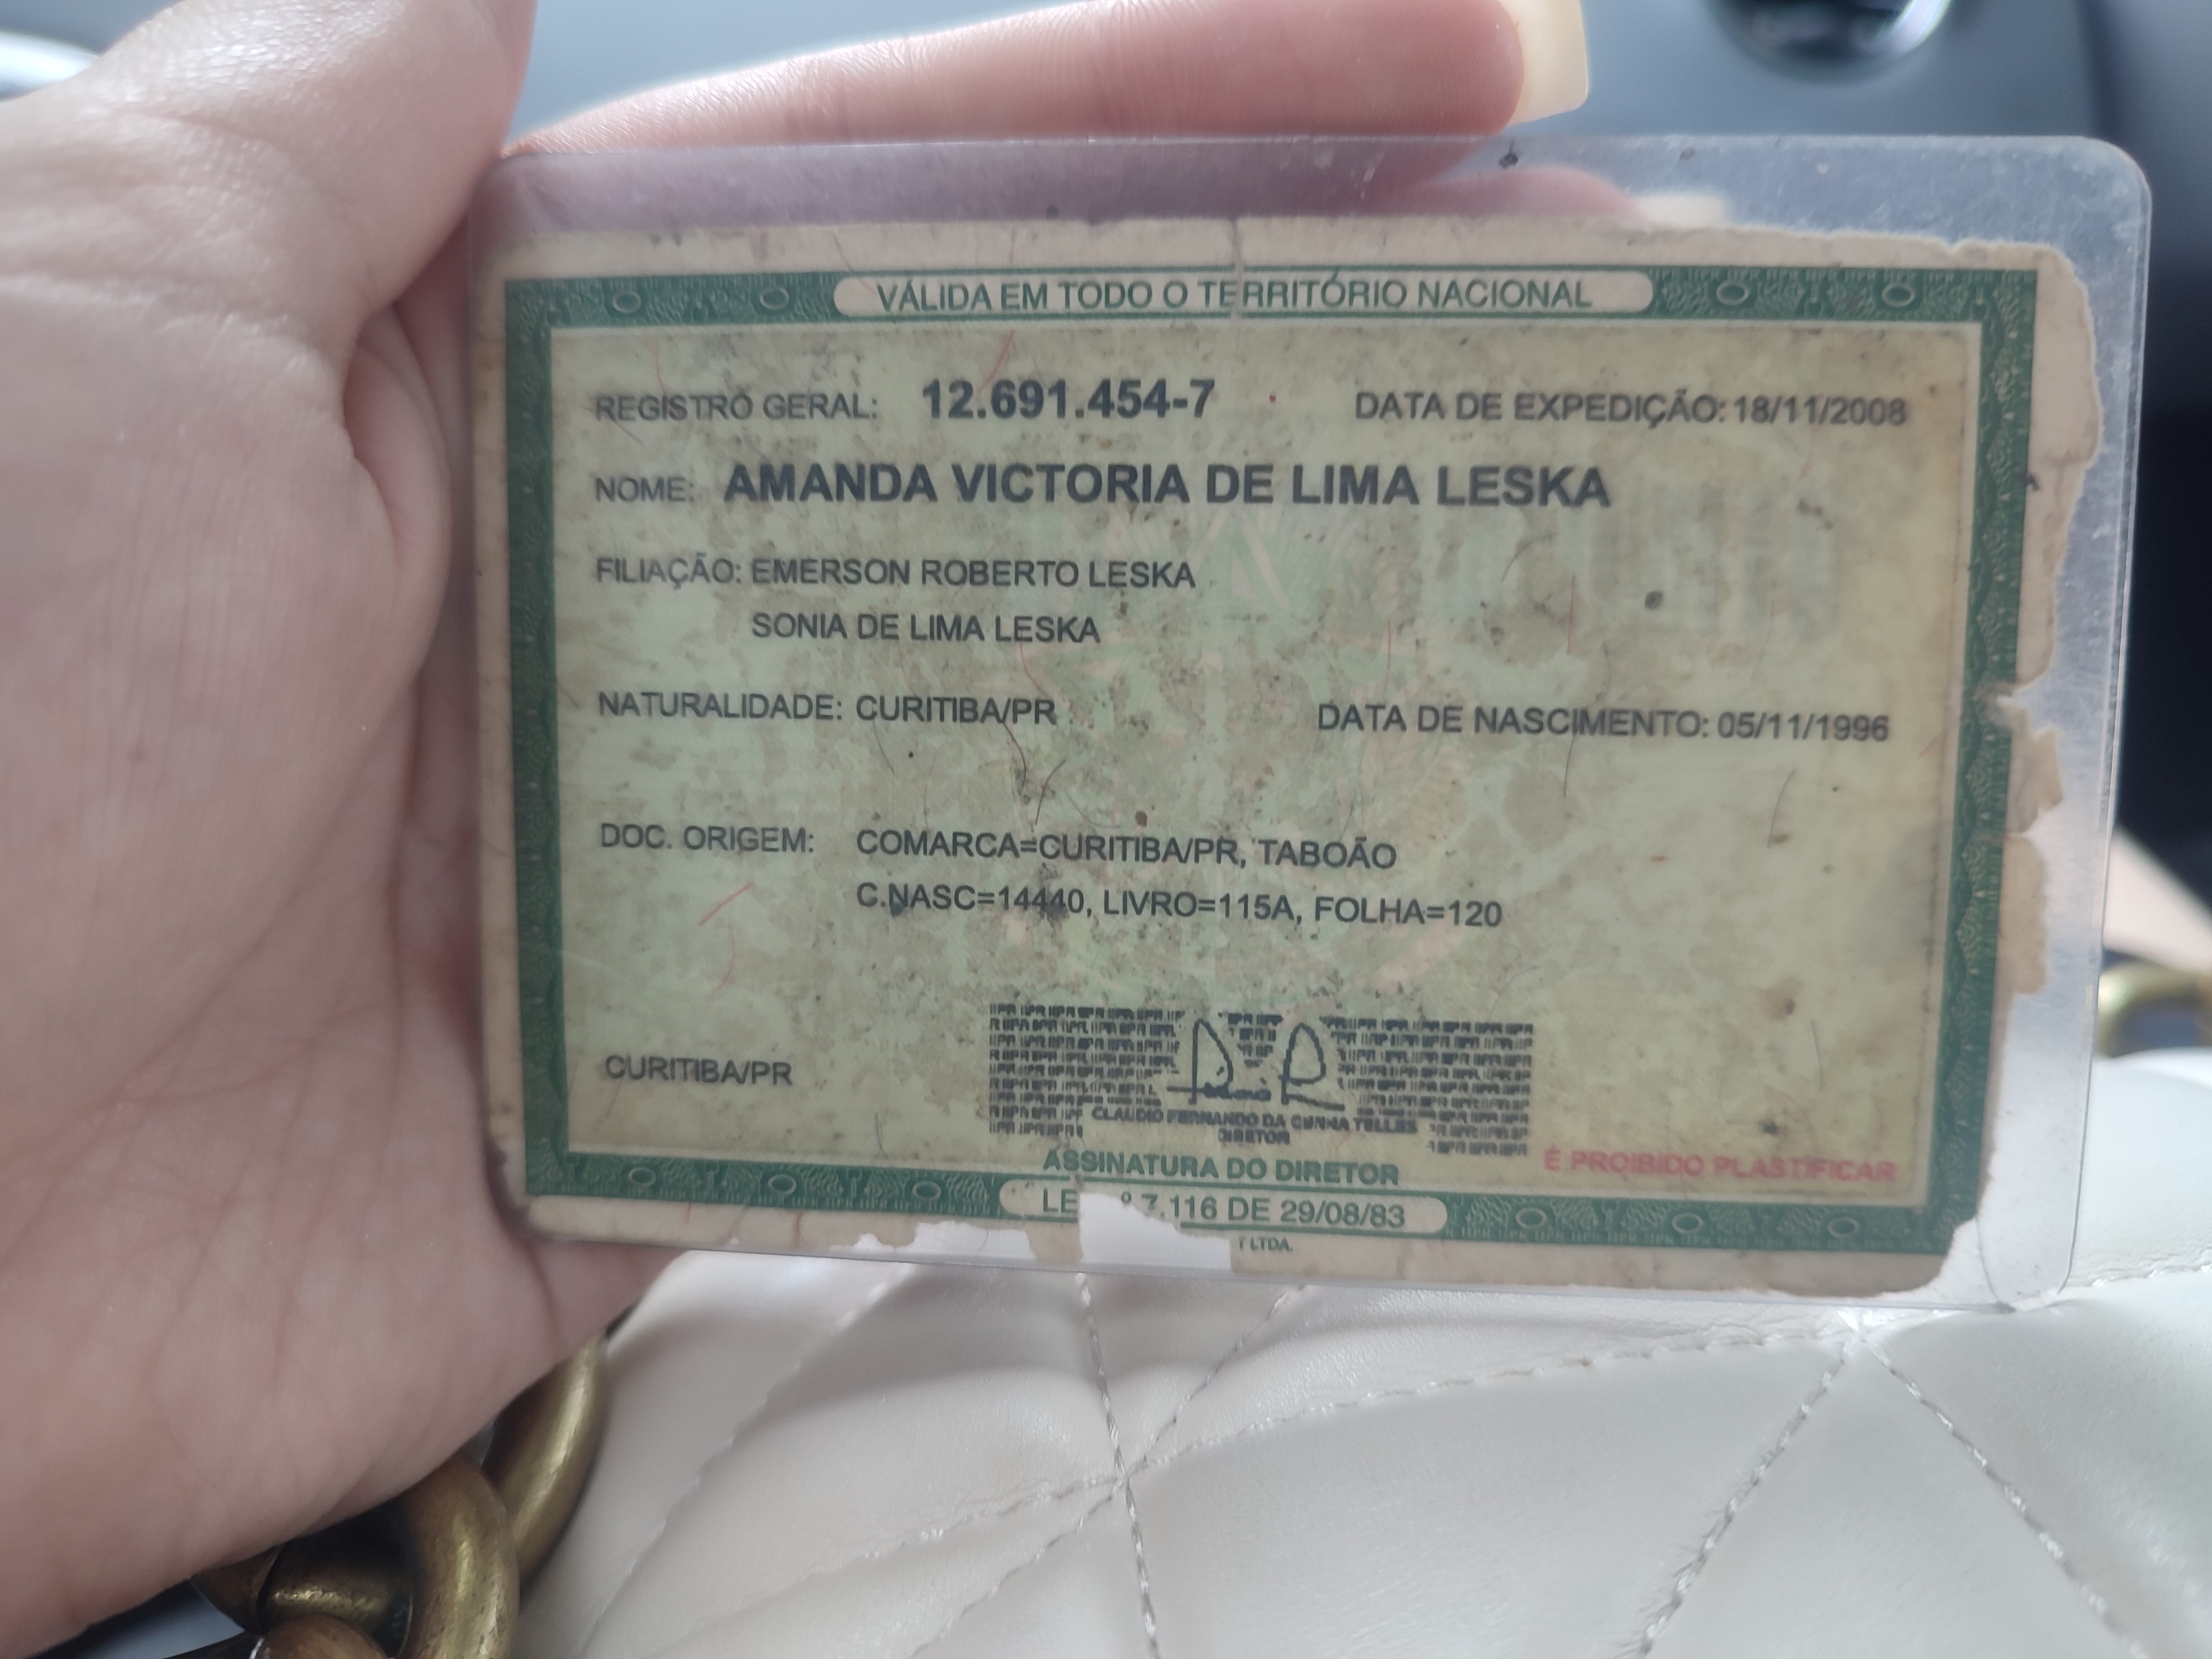 VÁLIDA EM TODO O TERRITÓRIO NACIONAL
REGISTRO GERAL: 12.691.454-7 DATA DE EXPEDIÇÃO: 18/11/2008
NOME: AMANDA VICTORIA DE LIMA LESKA
FILIAÇÃO: EMERSON ROBERTO LESKA
SONIA DE LIMA LESKA
NATURALIDADE: CURITIBA/PR DATA DE NASCIMENTO: 05/11/1996
DOC. ORIGEM: COMARCA=CURITIBA/PR, TABOÃO
C.NASC=14440, LIVRO=115A, FOLHA=120
CURITIBA/PR
CLAUDIO FERNANDO DA CUNHA TELLES
DIRETOR
ASSINATURA DO DIRETOR
É PROIBIDO PLASTIFICAR
7.116 DE 29/08/83
LTDA.